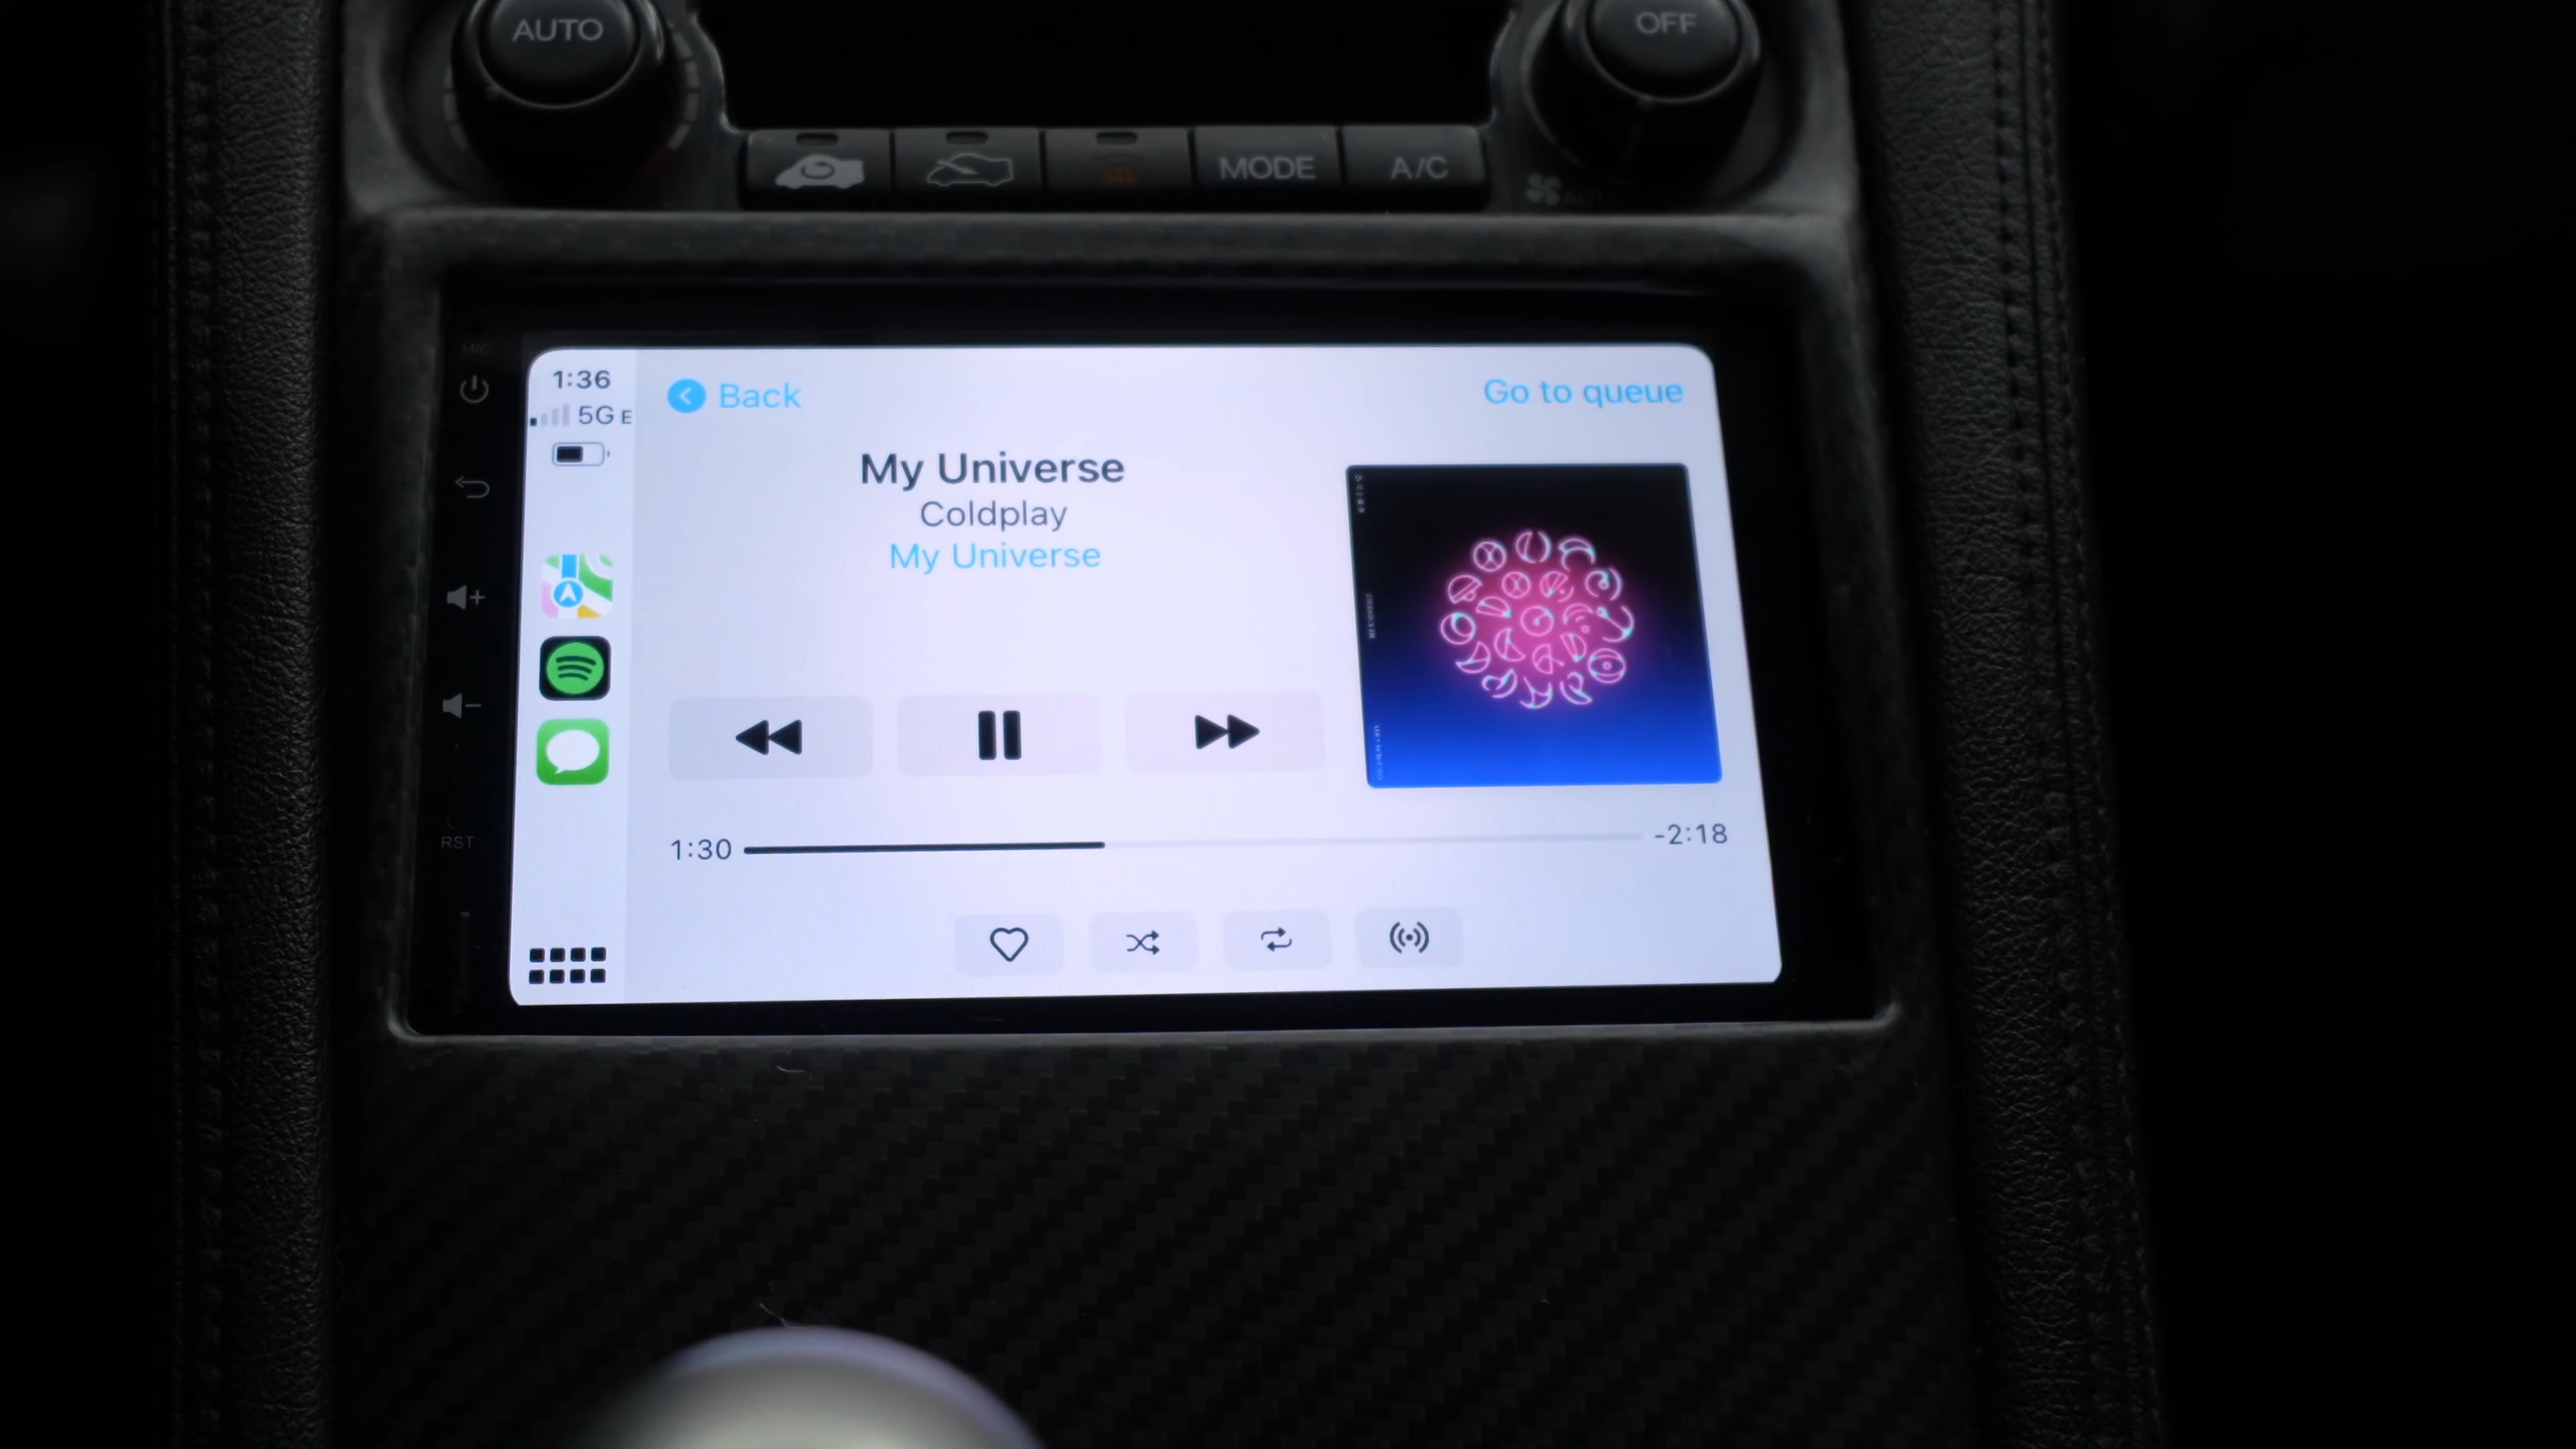 AUTO
OFF
MODE
A/C
MIC
1:36
5G E
Back
Go to queue
My Universe
Coldplay
My Universe
1:30
-2:18
RST